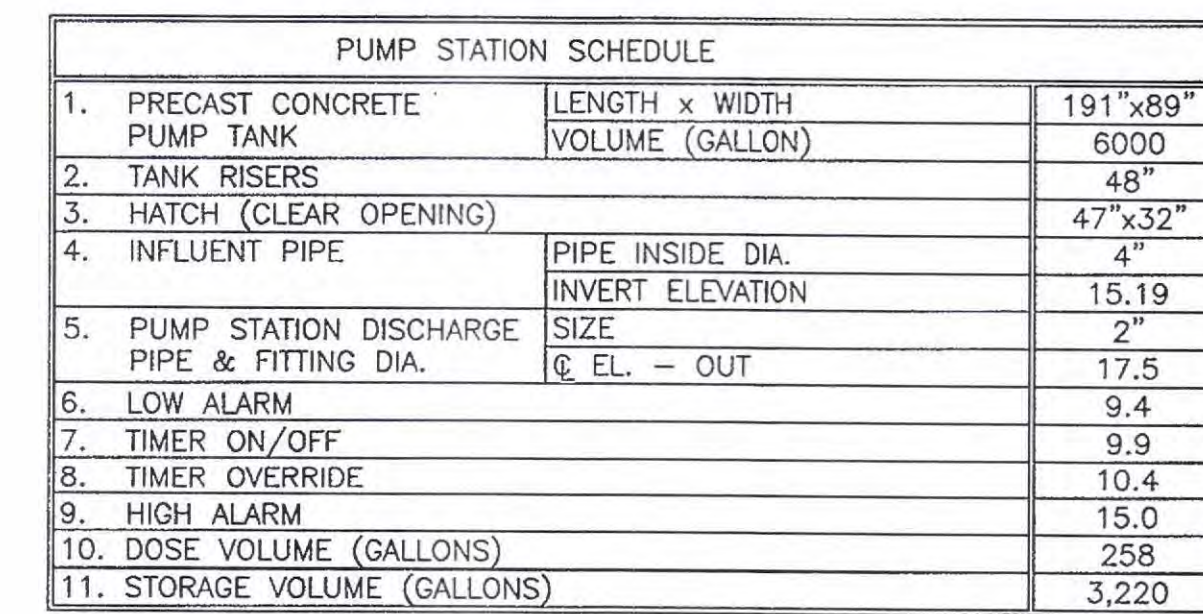 PUMP STATION SCHEDULE
1. PRECAST CONCRETE PUMP TANK LENGTH x WIDTH 191"x89"
VOLUME (GALLON) 6000
2. TANK RISERS 48"
3. HATCH (CLEAR OPENING) 47"x32"
4. INFLUENT PIPE PIPE INSIDE DIA. 4"
INVERT ELEVATION 15.19
5. PUMP STATION DISCHARGE PIPE & FITTING DIA. SIZE 2"
℄ EL. — OUT 17.5
6. LOW ALARM 9.4
7. TIMER ON/OFF 9.9
8. TIMER OVERRIDE 10.4
9. HIGH ALARM 15.0
10. DOSE VOLUME (GALLONS) 258
11. STORAGE VOLUME (GALLONS) 3,220